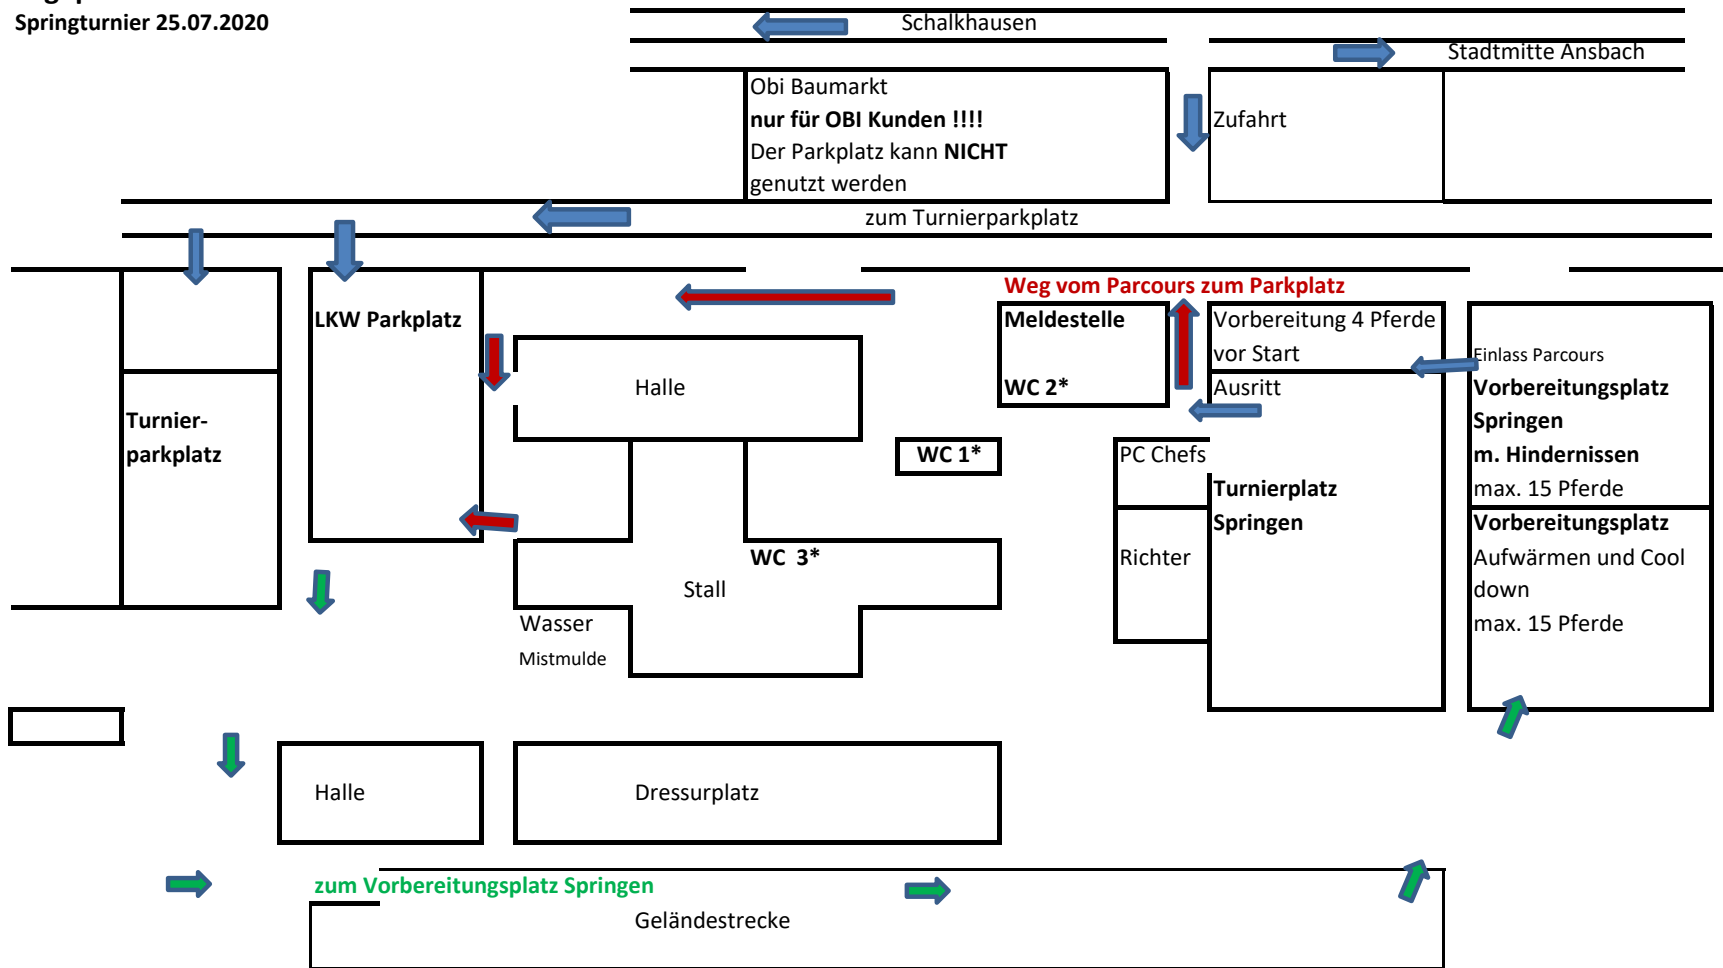 Springturnier 25.07.2020
Schalkhausen
Stadtmitte Ansbach
Obi Baumarkt
nur für OBI Kunden !!!!
Der Parkplatz kann NICHT
genutzt werden
Zufahrt
zum Turnierparkplatz
Weg vom Parcours zum Parkplatz
LKW Parkplatz
Turnier-
parkplatz
Halle
Meldestelle
WC 2*
WC 1*
Vorbereitung 4 Pferde
vor Start
Ausritt
Einlass Parcours
Vorbereitungsplatz
Springen
m. Hindernissen
max. 15 Pferde
PC Chefs
Richter
Turnierplatz
Springen
Vorbereitungsplatz
Aufwärmen und Cool
down
max. 15 Pferde
WC 3*
Stall
Wasser
Mistmulde
Halle
Dressurplatz
zum Vorbereitungsplatz Springen
Geländestrecke